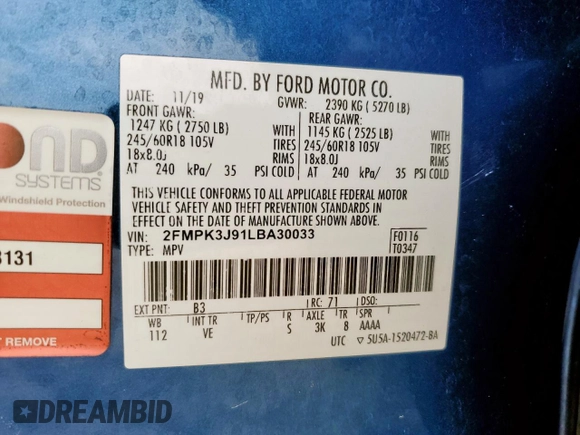 MFD. BY FORD MOTOR CO.
DATE: 11/19 GVWR: 2390 KG ( 5270 LB)
FRONT GAWR: REAR GAWR:
1247 KG ( 2750 LB) WITH 1145 KG ( 2525 LB) WITH
245/60R18 105V TIRES 245/60R18 105V TIRES
18x8.0J RIMS 18x8.0J RIMS
AT 240 kPa/ 35 PSI COLD AT 240 kPa/ 35 PSI COLD
THIS VEHICLE CONFORMS TO ALL APPLICABLE FEDERAL MOTOR
VEHICLE SAFETY AND THEFT PREVENTION STANDARDS IN
EFFECT ON THE DATE OF MANUFACTURE SHOWN ABOVE.
VIN: 2FMPK3J91LBA30033 F0116
TYPE: MPV T0347
EXT PNT: B3 RC: 71 DSO:
WB INT TR TP/PS R AXLE TR SPR
112 VE S 3K 8 AAAA
UTC ▽ 5U5A-1520472-BA
ND
SYSTEMS
Windshield Protection
3131
T REMOVE
DREAMBID